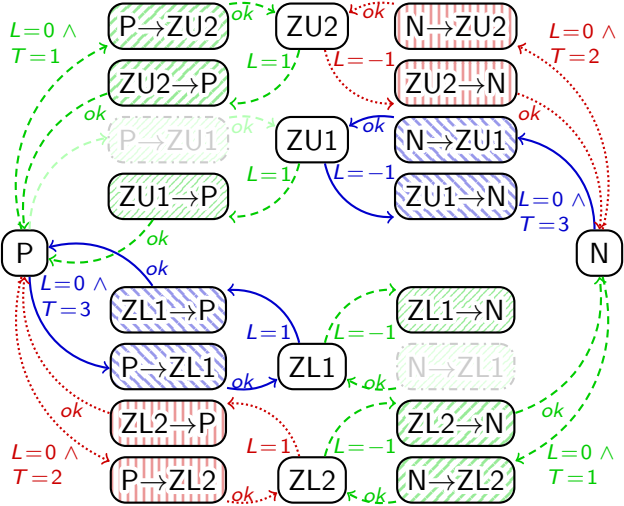 L=0 ∧
T=1
P→ZU2
ok
ZU2
ok
N→ZU2
L=0 ∧
T=2
ZU2→P
ok
L=1
L=−1
ZU2→N
ok
P→ZU1
ok
ZU1
ok
N→ZU1
ZU1→P
ok
L=1
L=−1
ZU1→N
L=0 ∧
T=3
P
N
L=0 ∧
T=3
ok
ZL1→P
L=1
L=−1
ZL1→N
P→ZL1
ok
ZL1
ok
N→ZL1
ZL2→P
ok
L=1
L=−1
ZL2→N
ok
L=0 ∧
T=2
P→ZL2
ok
ZL2
ok
N→ZL2
L=0 ∧
T=1